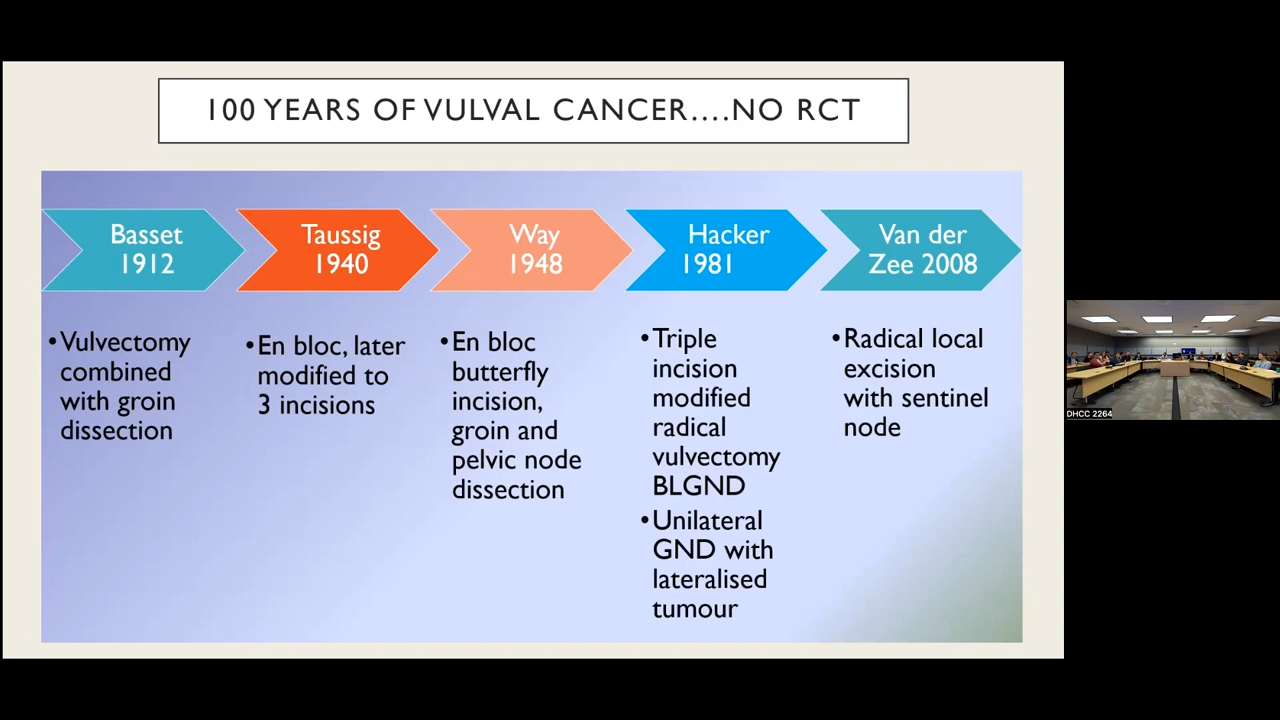 100 YEARS OF VULVAL CANCER....NO RCT
Basset
1912
Taussig
1940
Way
1948
Hacker
1981
Van der
Zee 2008
•Vulvectomy
combined
with groin
dissection
•En bloc, later
modified to
3 incisions
•En bloc
butterfly
incision,
groin and
pelvic node
dissection
•Triple
incision
modified
radical
vulvectomy
BLGND
•Unilateral
GND with
lateralised
tumour
•Radical local
excision
with sentinel
node
DHCC 2264